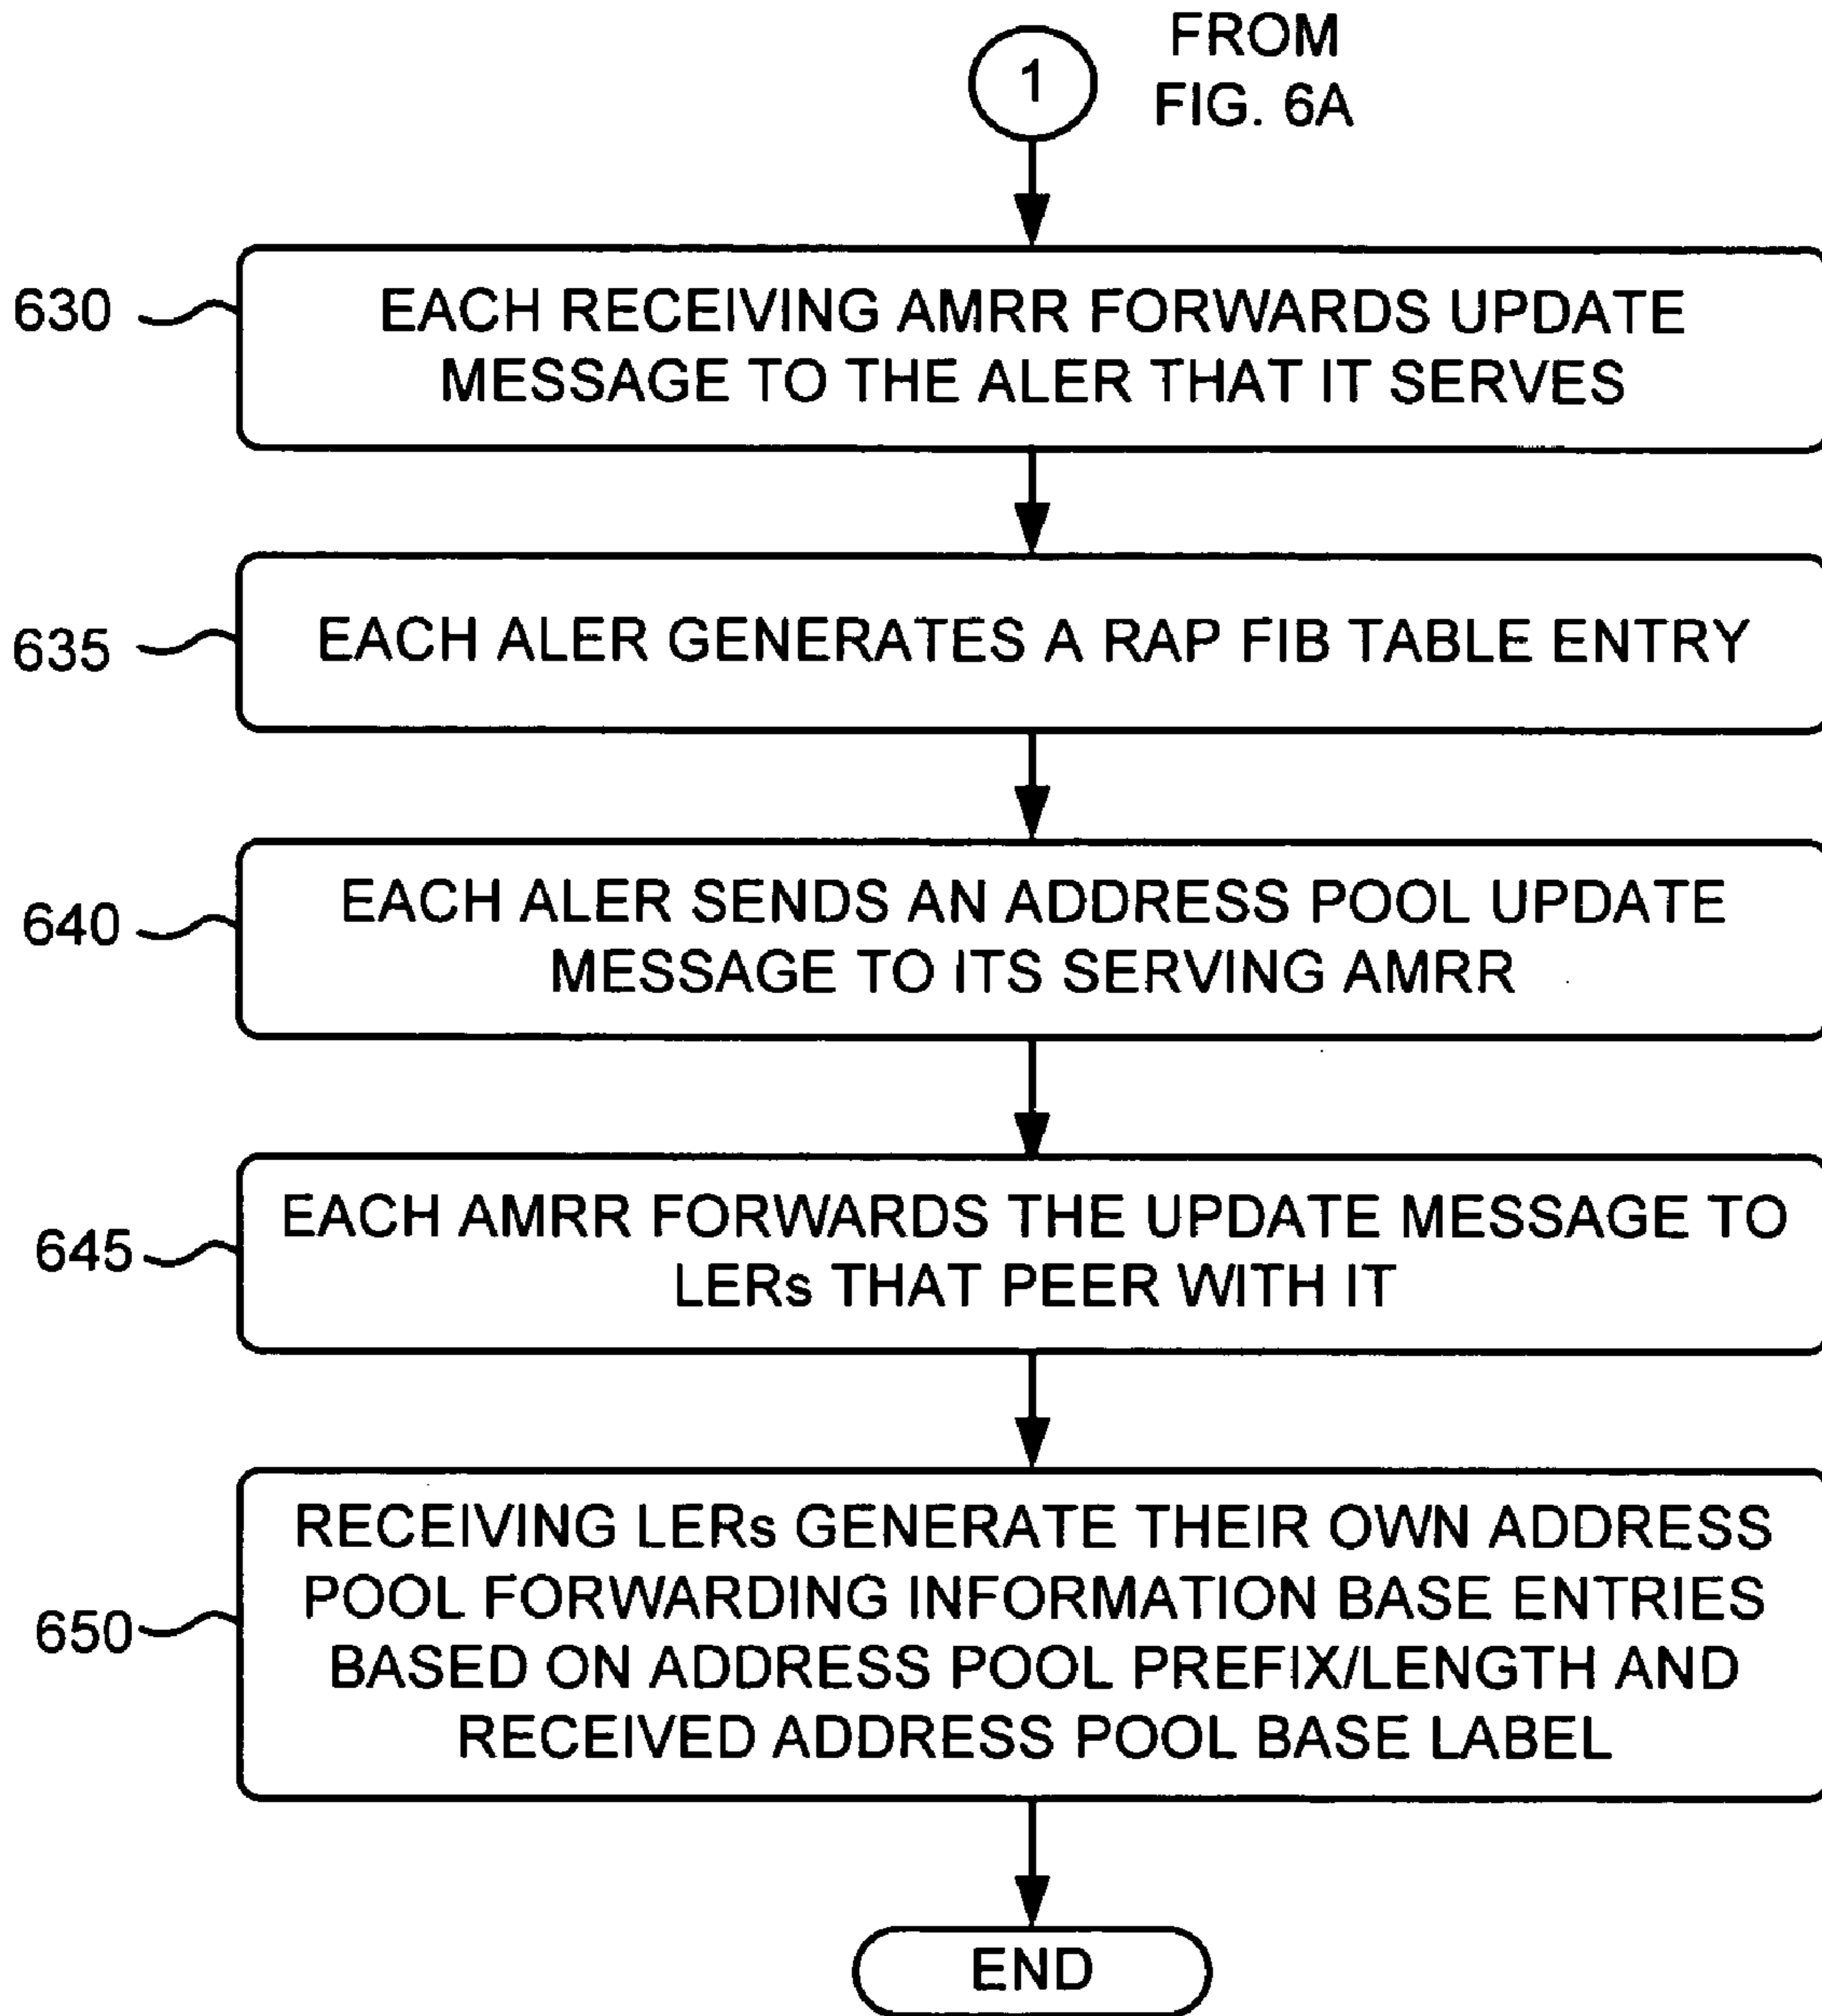 1
FROM
FIG. 6A
630
EACH RECEIVING AMRR FORWARDS UPDATE
MESSAGE TO THE ALER THAT IT SERVES
635
EACH ALER GENERATES A RAP FIB TABLE ENTRY
640
EACH ALER SENDS AN ADDRESS POOL UPDATE
MESSAGE TO ITS SERVING AMRR
645
EACH AMRR FORWARDS THE UPDATE MESSAGE TO
LERs THAT PEER WITH IT
650
RECEIVING LERs GENERATE THEIR OWN ADDRESS
POOL FORWARDING INFORMATION BASE ENTRIES
BASED ON ADDRESS POOL PREFIX/LENGTH AND
RECEIVED ADDRESS POOL BASE LABEL
END